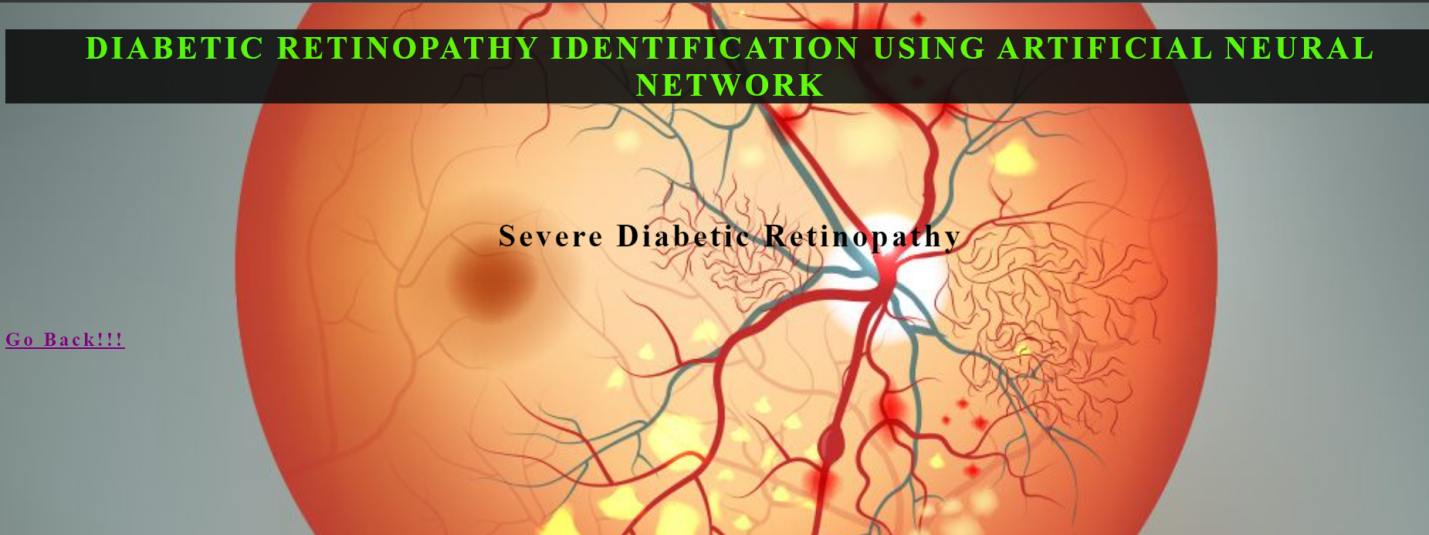 DIABETIC RETINOPATHY IDENTIFICATION USING ARTIFICIAL NEURAL
NETWORK
Severe Diabetic Retinopathy
Go Back!!!